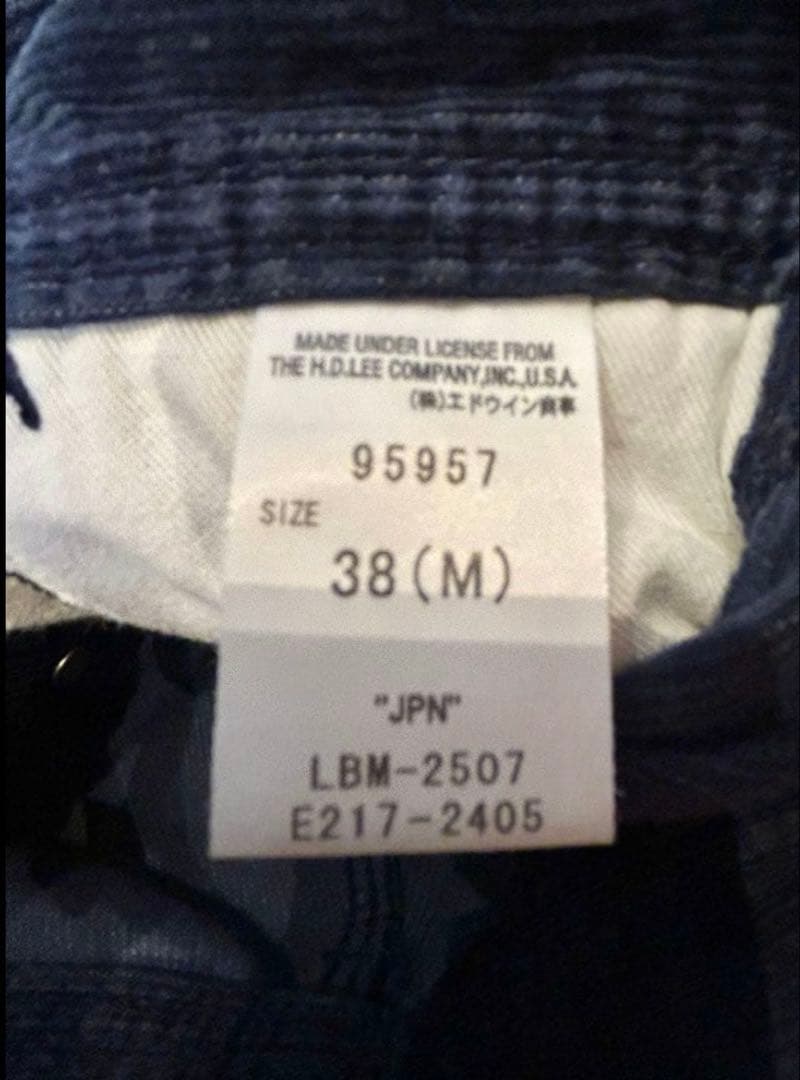 MADE UNDER LICENSE FROM
THE H.D.LEE COMPANY,INC.,U.S.A.
(株)エドウイン商事
95957
SIZE
38(M)
"JPN"
LBM-2507
E217-2405